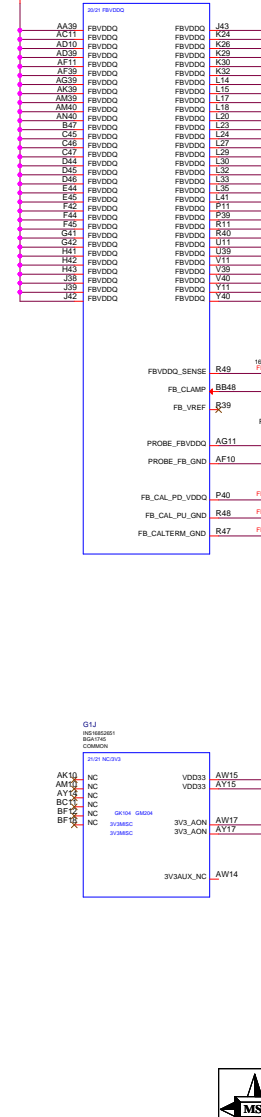 20/21 FBVDDQ
AA39 FBVDDQ FBVDDQ J43
AC11 FBVDDQ FBVDDQ K24
AD10 FBVDDQ FBVDDQ K26
AD39 FBVDDQ FBVDDQ K29
AF11 FBVDDQ FBVDDQ K30
AF39 FBVDDQ FBVDDQ K32
AG39 FBVDDQ FBVDDQ L14
AK39 FBVDDQ FBVDDQ L15
AM39 FBVDDQ FBVDDQ L17
AM40 FBVDDQ FBVDDQ L18
AN40 FBVDDQ FBVDDQ L20
B47 FBVDDQ FBVDDQ L23
C45 FBVDDQ FBVDDQ L24
C46 FBVDDQ FBVDDQ L27
C47 FBVDDQ FBVDDQ L29
D44 FBVDDQ FBVDDQ L30
D45 FBVDDQ FBVDDQ L32
D46 FBVDDQ FBVDDQ L33
E44 FBVDDQ FBVDDQ L35
E45 FBVDDQ FBVDDQ L41
F42 FBVDDQ FBVDDQ P11
F44 FBVDDQ FBVDDQ P39
F45 FBVDDQ FBVDDQ R11
G41 FBVDDQ FBVDDQ R40
G42 FBVDDQ FBVDDQ U11
H41 FBVDDQ FBVDDQ U39
H42 FBVDDQ FBVDDQ V11
H43 FBVDDQ FBVDDQ V39
J38 FBVDDQ FBVDDQ V40
J39 FBVDDQ FBVDDQ Y11
J42 FBVDDQ FBVDDQ Y40
16
FBVDDQ_SENSE R49
FB_CLAMP BB48
FB_VREF R39
PROBE_FBVDDQ AG11
PROBE_FB_GND AF10
FB_CAL_PD_VDDQ P40
FB_CAL_PU_GND R48
FB_CALTERM_GND R47
G1J
INS16852651
BGA1745
COMMON
21/21 NC/3V3
AK10 NC VDD33 AW15
AM10 NC VDD33 AY15
AY14 NC
BC11 NC
BF12 NC GK104 GM204
BF13 NC 3V3MISC 3V3_AON AW17
3V3MISC 3V3_AON AY17
3V3AUX_NC AW14
MS